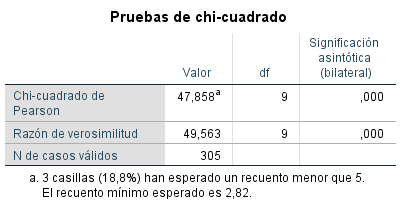 Pruebas de chi-cuadrado
Significación
asintótica
(bilateral)
Valor df
Chi-cuadrado de
Pearson
47,858a 9 ,000
Razón de verosimilitud 49,563 9 ,000
N de casos válidos 305
a. 3 casillas (18,8%) han esperado un recuento menor que 5.
El recuento mínimo esperado es 2,82.